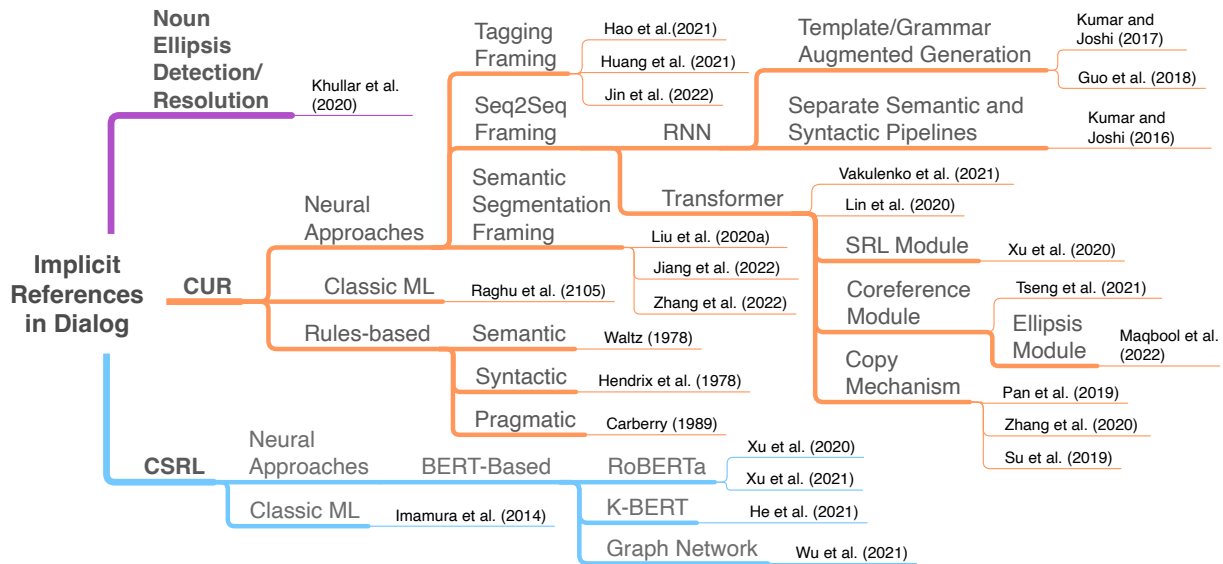 Implicit
References
in Dialog
Noun
Ellipsis
Detection/
Resolution
Khullar et al.
(2020)
CUR
Neural
Approaches
Tagging
Framing
Hao et al.(2021)
Huang et al. (2021)
Jin et al. (2022)
Seq2Seq
Framing
RNN
Template/Grammar
Augmented Generation
Kumar and
Joshi (2017)
Guo et al. (2018)
Separate Semantic and
Syntactic Pipelines
Kumar and
Joshi (2016)
Transformer
Vakulenko et al. (2021)
Lin et al. (2020)
SRL Module
Xu et al. (2020)
Coreference
Module
Tseng et al. (2021)
Ellipsis
Module
Maqbool et al.
(2022)
Copy
Mechanism
Pan et al. (2019)
Zhang et al. (2020)
Su et al. (2019)
Semantic
Segmentation
Framing
Liu et al. (2020a)
Jiang et al. (2022)
Zhang et al. (2022)
Classic ML
Raghu et al. (2105)
Rules-based
Semantic
Waltz (1978)
Syntactic
Hendrix et al. (1978)
Pragmatic
Carberry (1989)
CSRL
Neural
Approaches
BERT-Based
RoBERTa
Xu et al. (2020)
Xu et al. (2021)
K-BERT
He et al. (2021)
Graph Network
Wu et al. (2021)
Classic ML
Imamura et al. (2014)